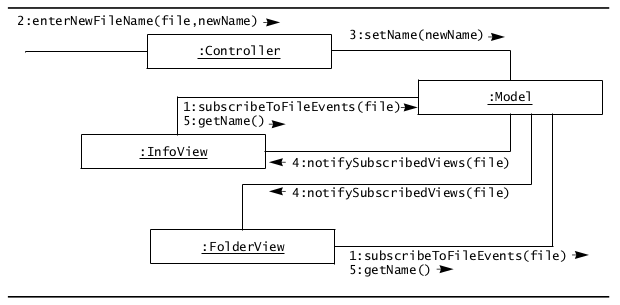 2:enterNewFileName(file,newName)
3:setName(newName)
:Controller
:Model
1:subscribeToFileEvents(file)
5:getName()
:InfoView
4:notifySubscribedViews(file)
4:notifySubscribedViews(file)
:FolderView
1:subscribeToFileEvents(file)
5:getName()